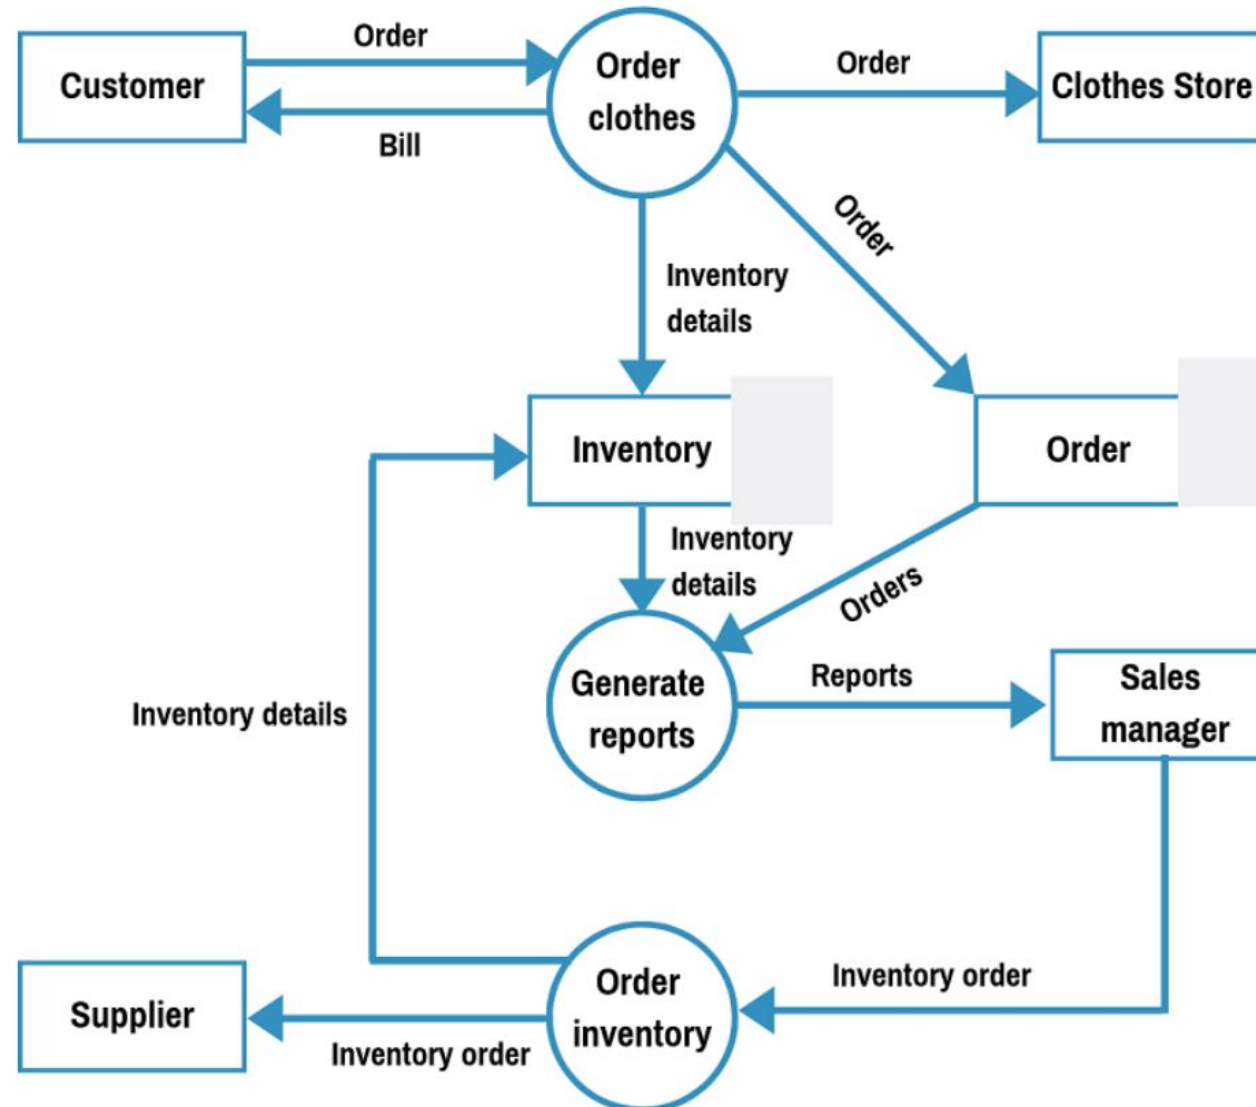 Order
Customer
Bill
Order
clothes
Order
Clothes Store
Order
Inventory
details
Inventory
Order
Inventory
details
Orders
Generate
reports
Reports
Sales
manager
Inventory details
Inventory order
Order
inventory
Supplier
Inventory order